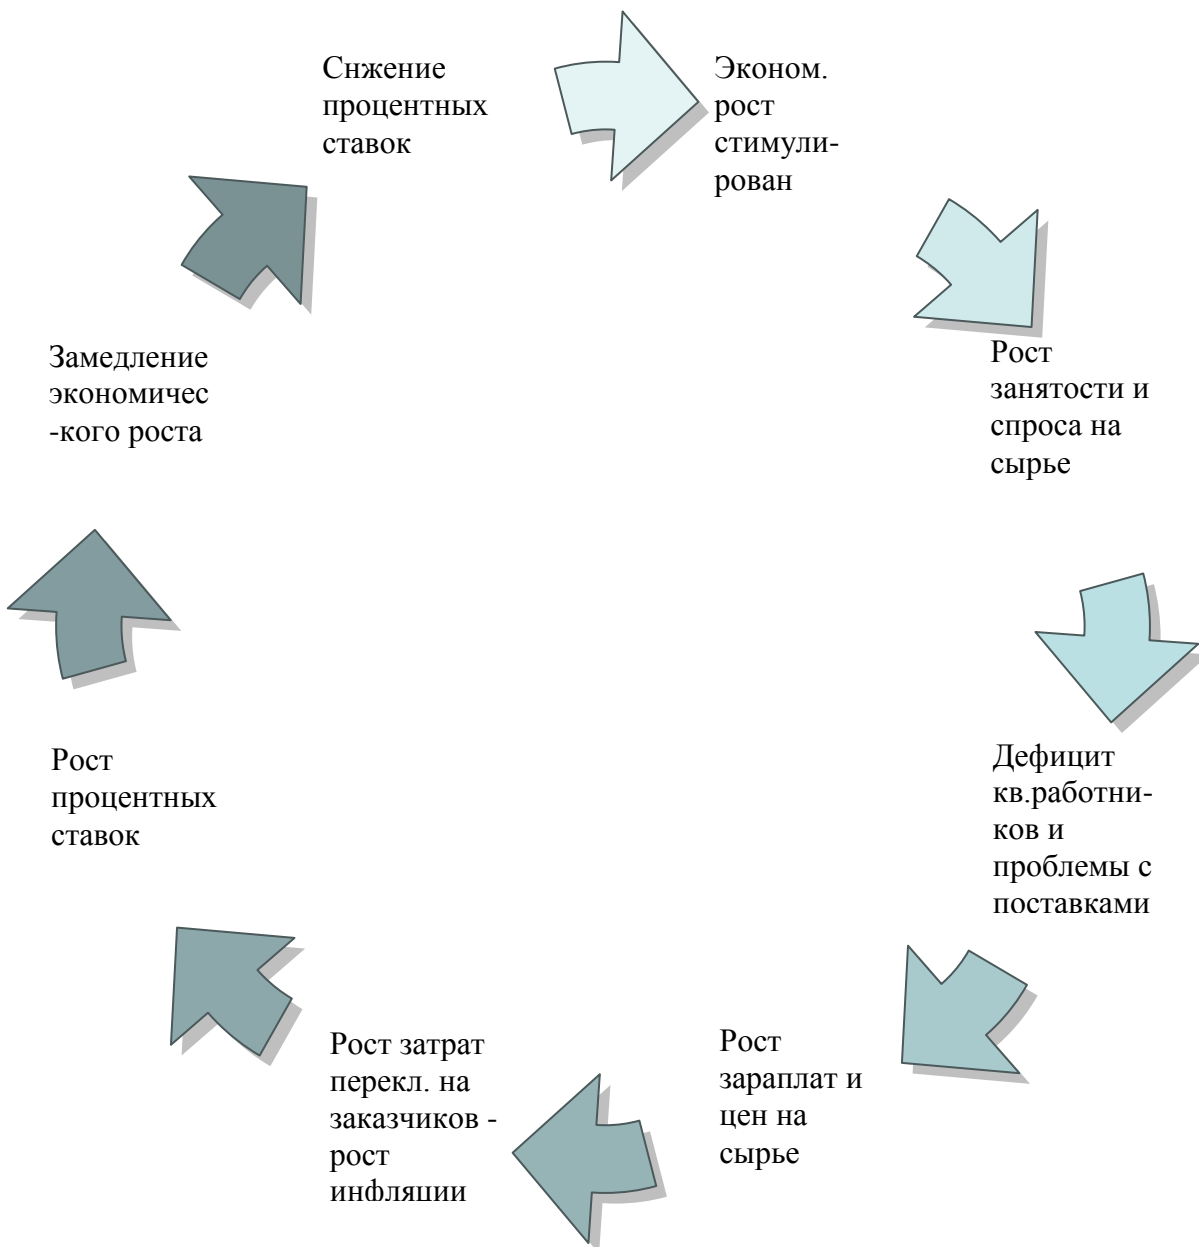 Снжение
процентных
ставок
Эконом.
рост
стимули-
рован
Рост
занятости и
спроса на
сырье
Дефицит
кв.работни-
ков и
проблемы с
поставками
Рост
зараплат и
цен на
сырье
Рост затрат
перекл. на
заказчиков -
рост
инфляции
Рост
процентных
ставок
Замедление
экономичес
-кого роста